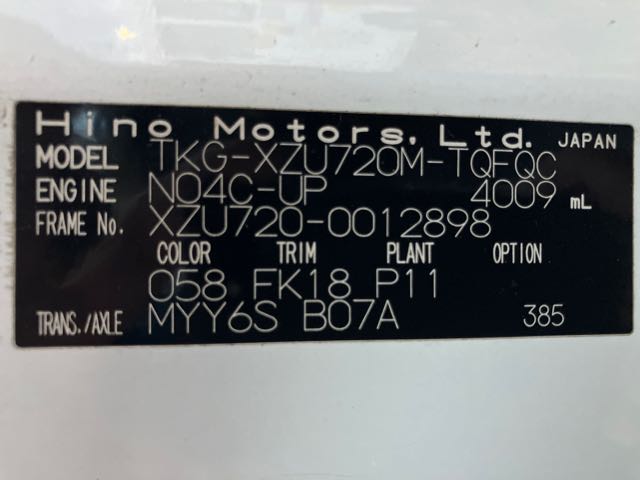 Hino Motors, Ltd. JAPAN
MODEL TKG-XZU720M-TQFQC
ENGINE N04C-UP 4009 mL
FRAME No. XZU720-0012898
COLOR TRIM PLANT OPTION
058 FK18 P11
TRANS./AXLE MYY6S B07A 385